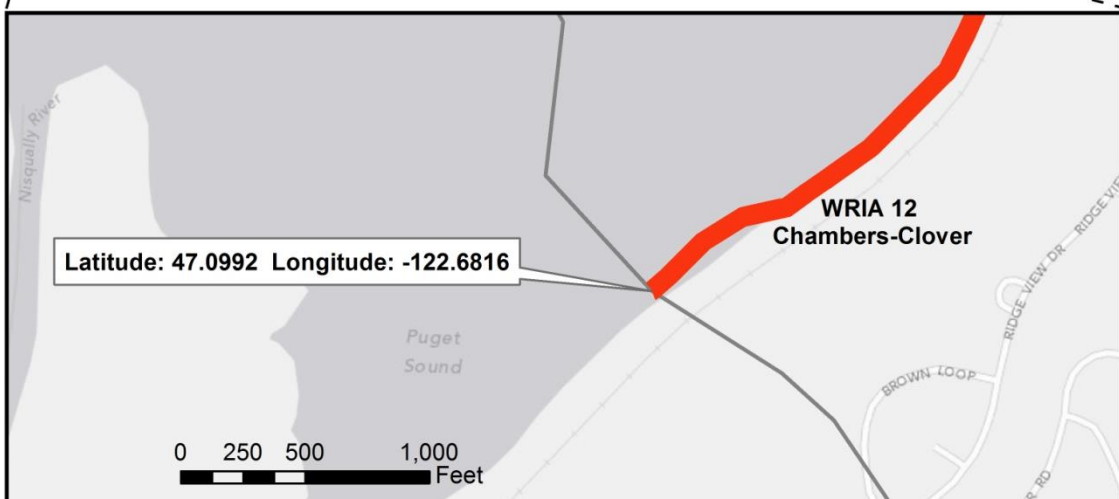 Nisqually River
Latitude: 47.0992 Longitude: -122.6816
WRIA 12
Chambers-Clover
Puget
Sound
RIDGE VIEW DR
BROWN LOOP
0 250 500 1,000
Feet
RD